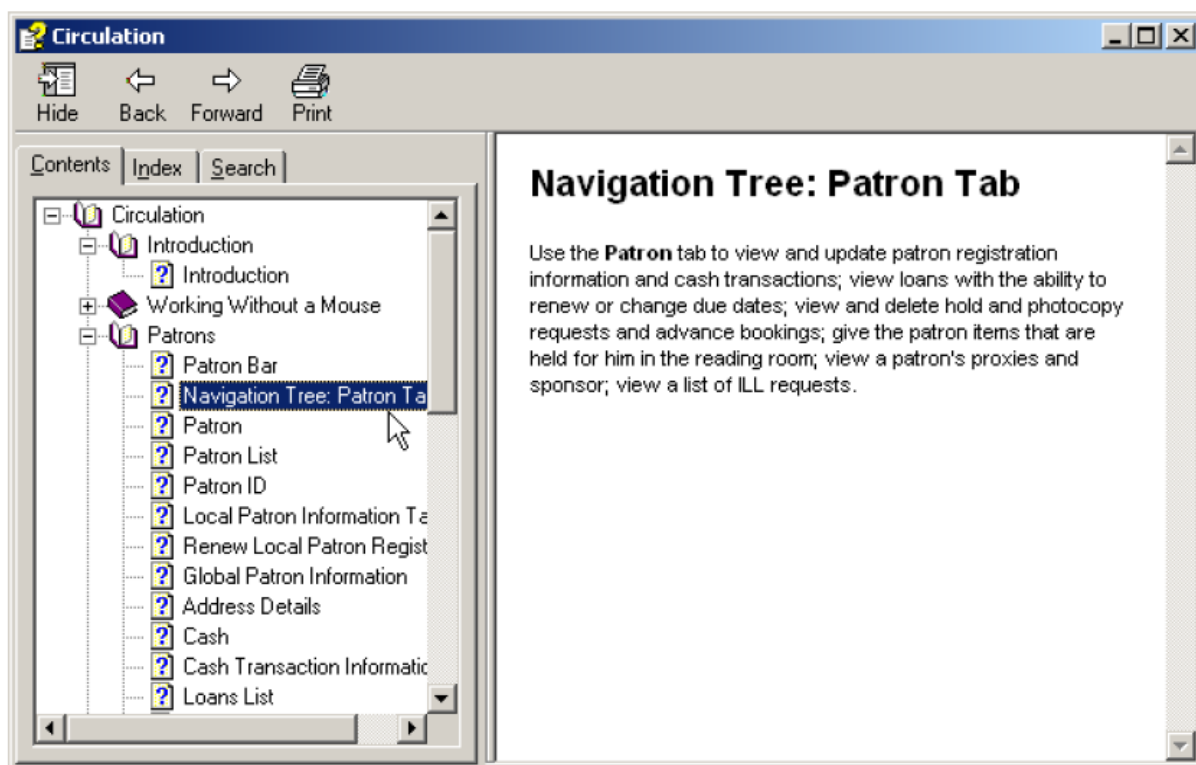 Circulation
Hide Back Forward Print
Contents Index Search
Circulation
Introduction
Introduction
Working Without a Mouse
Patrons
Patron Bar
Navigation Tree: Patron Ta
Patron
Patron List
Patron ID
Local Patron Information Ta
Renew Local Patron Regist
Global Patron Information
Address Details
Cash
Cash Transaction Informatic
Loans List
Navigation Tree: Patron Tab
Use the Patron tab to view and update patron registration
information and cash transactions; view loans with the ability to
renew or change due dates; view and delete hold and photocopy
requests and advance bookings; give the patron items that are
held for him in the reading room; view a patron's proxies and
sponsor; view a list of ILL requests.